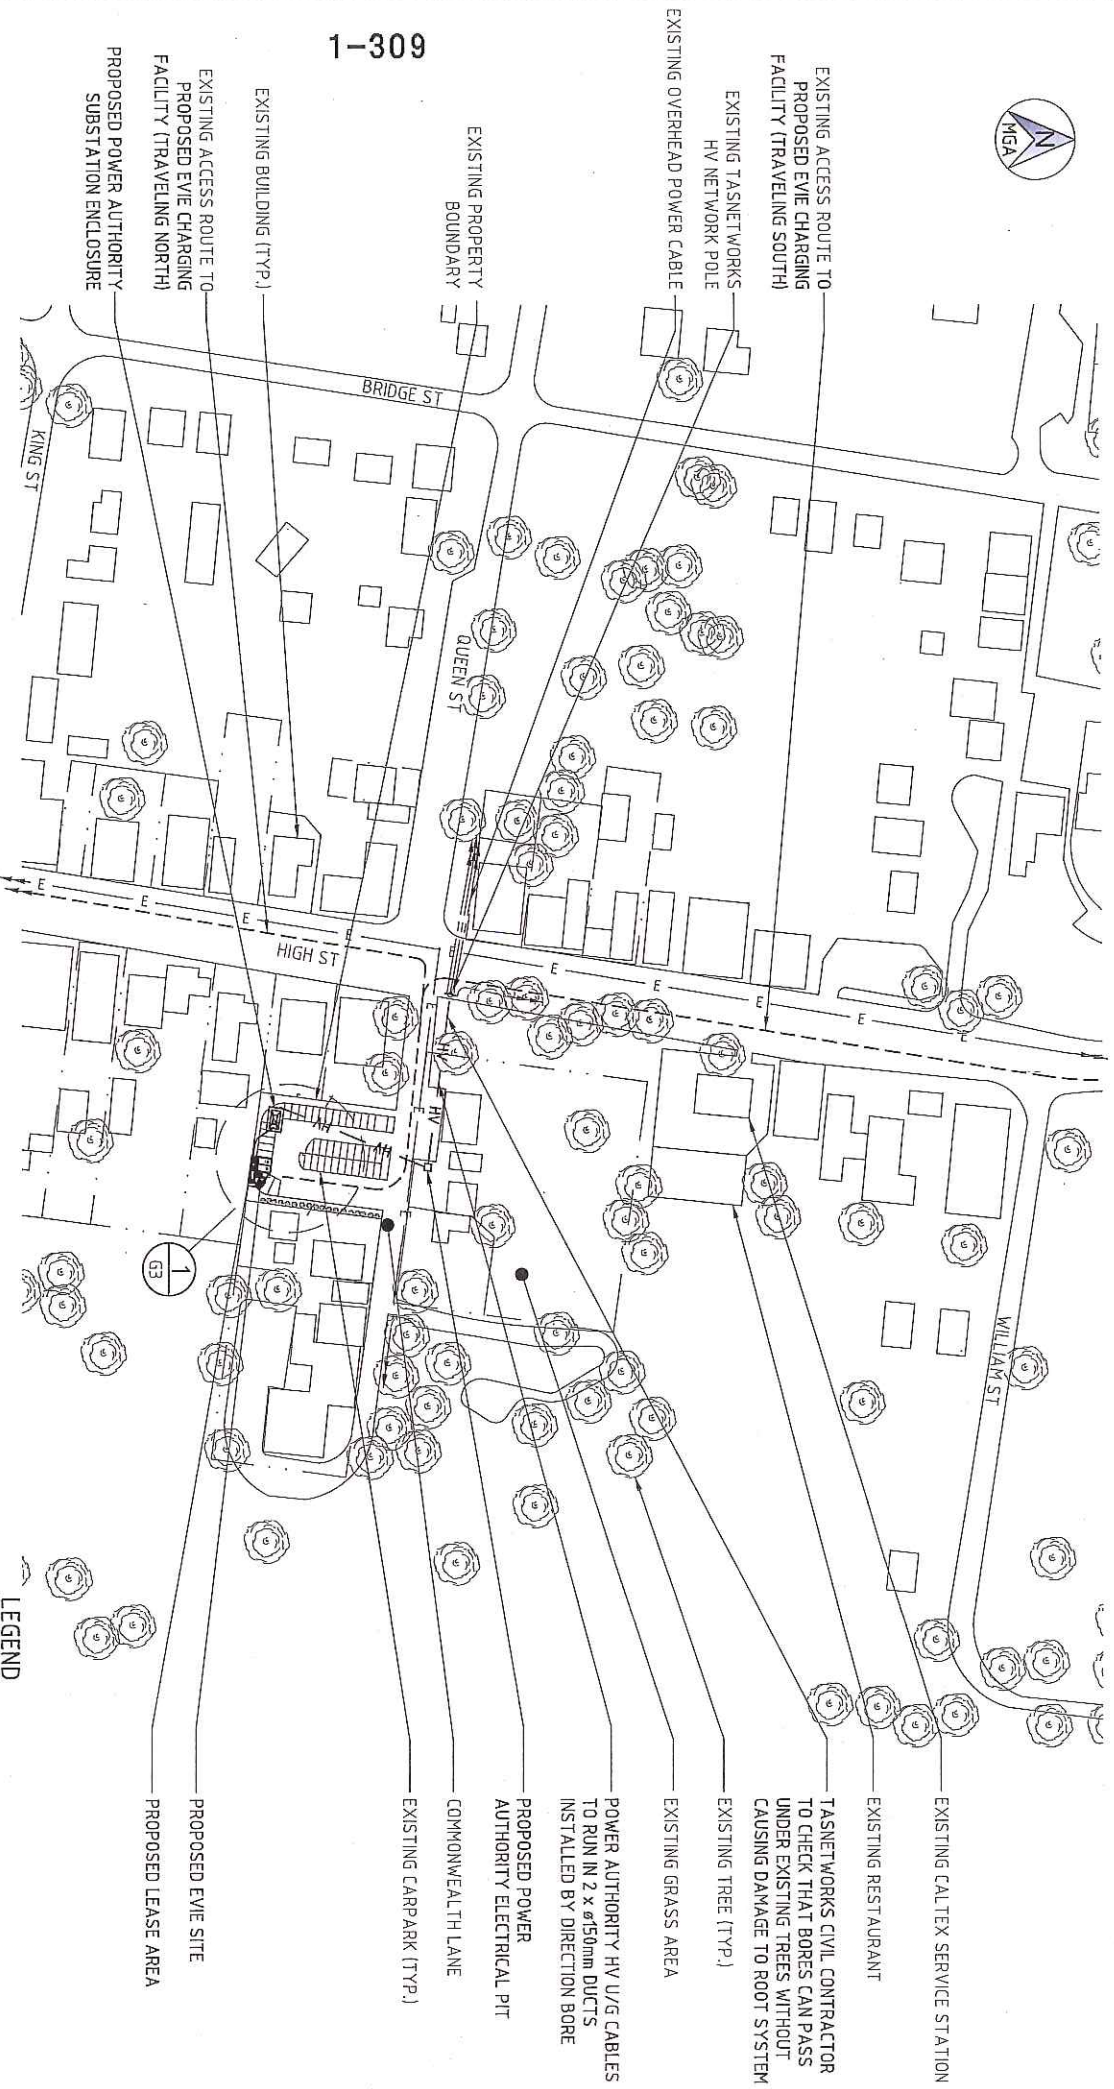 1-309
N
MGA
EXISTING ACCESS ROUTE TO
PROPOSED EVIE CHARGING
FACILITY (TRAVELING SOUTH)
EXISTING TASNETWORKS
HV NETWORK POLE
EXISTING OVERHEAD POWER CABLE
EXISTING PROPERTY
BOUNDARY
EXISTING BUILDING (TYP.)
EXISTING ACCESS ROUTE TO
PROPOSED EVIE CHARGING
FACILITY (TRAVELING NORTH)
PROPOSED POWER AUTHORITY
SUBSTATION ENCLOSURE
BRIDGE ST
KING ST
QUEEN ST
HIGH ST
WILLIAM ST
E
E
E
E
E
E
E
E
E
E
E
E
HV
HV
HV
HV
1
G3
EXISTING CALTEX SERVICE STATION
EXISTING RESTAURANT
TASNETWORKS CIVIL CONTRACTOR
TO CHECK THAT BORES CAN PASS
UNDER EXISTING TREES WITHOUT
CAUSING DAMAGE TO ROOT SYSTEM
EXISTING TREE (TYP.)
EXISTING GRASS AREA
POWER AUTHORITY HV U/G CABLES
TO RUN IN 2 x ø150mm DUCTS
INSTALLED BY DIRECTION BORE
PROPOSED POWER
AUTHORITY ELECTRICAL PIT
COMMONWEALTH LANE
EXISTING CARPARK (TYP.)
PROPOSED EVIE SITE
PROPOSED LEASE AREA
LEGEND